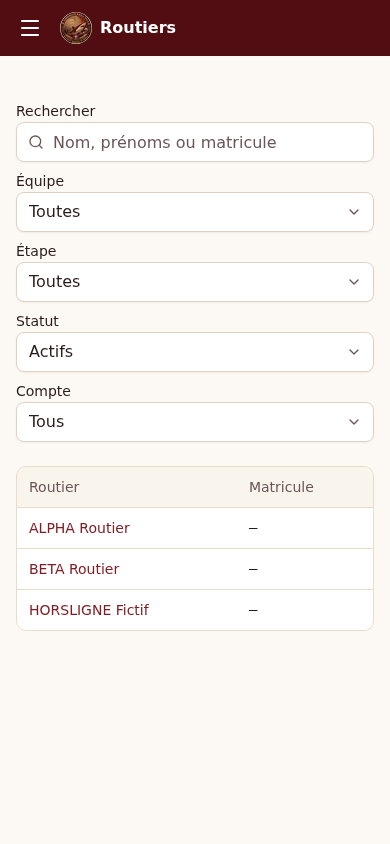 Routiers
Rechercher
Nom, prénoms ou matricule
Équipe
Toutes
Étape
Toutes
Statut
Actifs
Compte
Tous
Routier Matricule
ALPHA Routier –
BETA Routier –
HORSLIGNE Fictif –